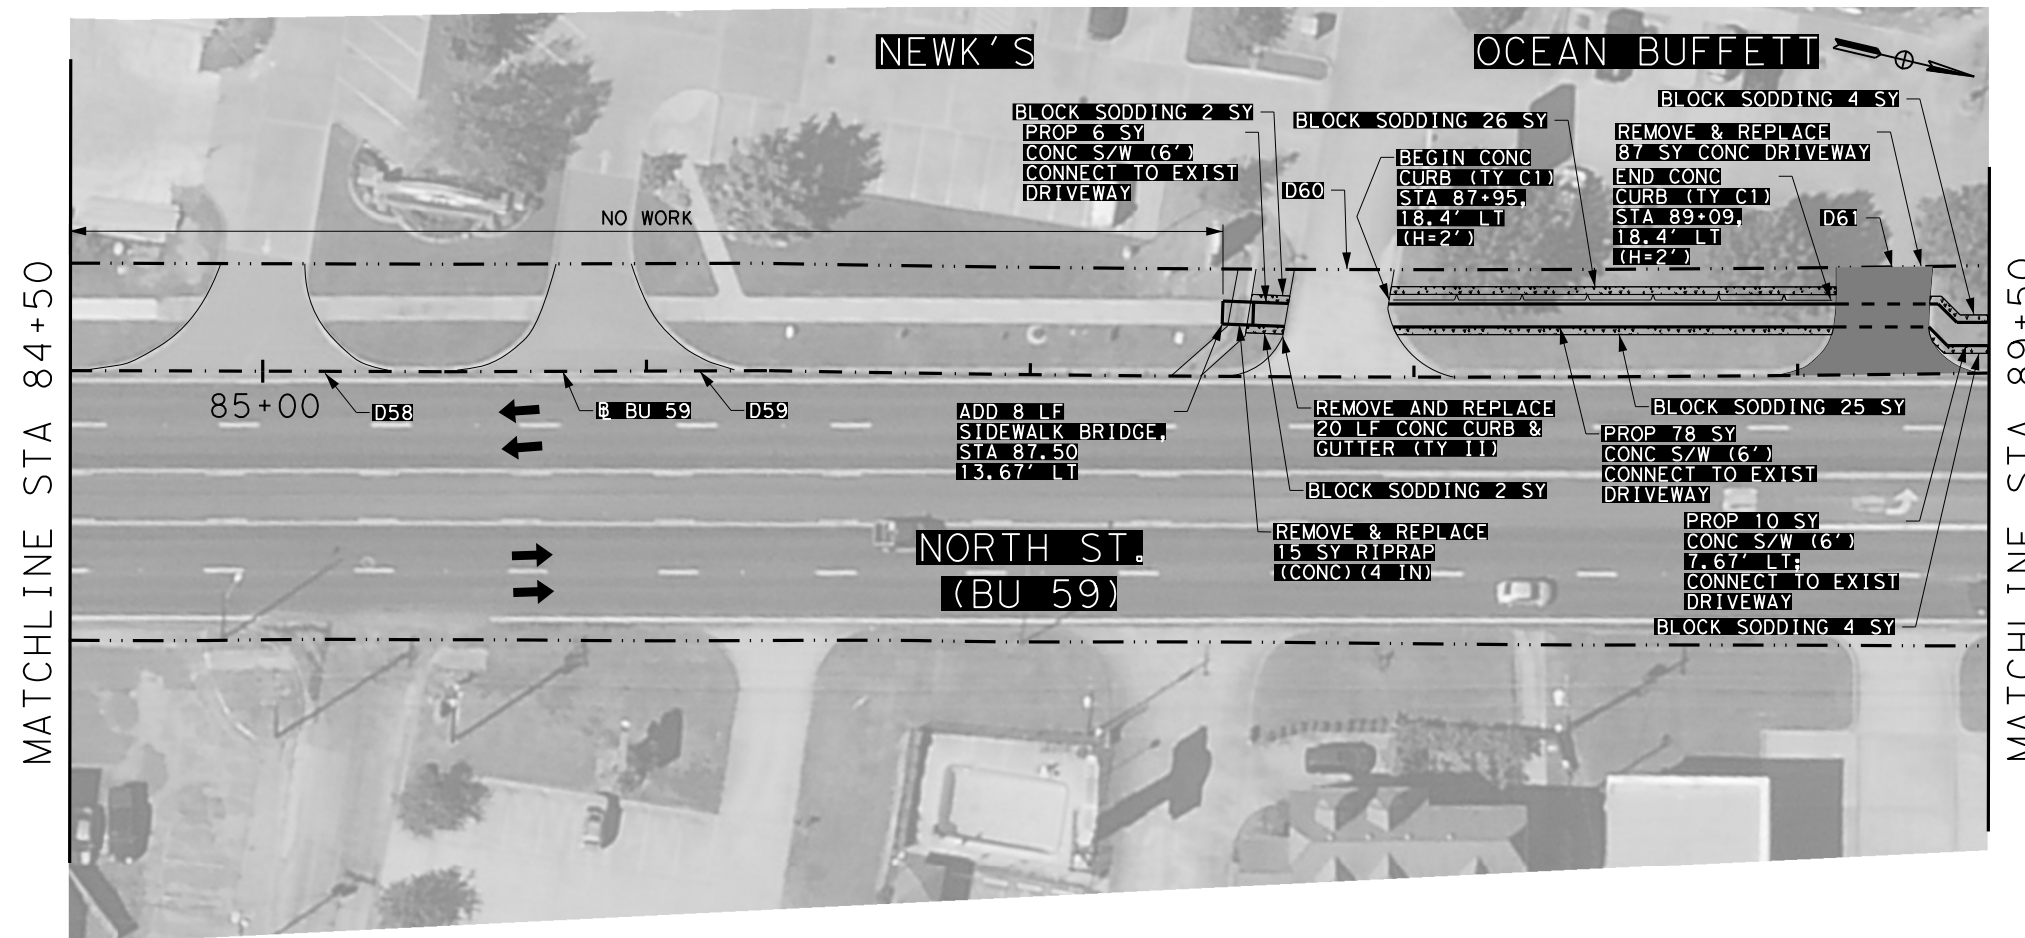 NEWK'S
OCEAN BUFFETT
BLOCK SODDING 2 SY
PROP 6 SY
CONC S/W (6')
CONNECT TO EXIST
DRIVEWAY
BLOCK SODDING 26 SY
BLOCK SODDING 4 SY
REMOVE & REPLACE
87 SY CONC DRIVEWAY
BEGIN CONC
CURB (TY C1)
STA 87+95,
18.4' LT
(H=2')
END CONC
CURB (TY C1)
STA 89+09,
18.4' LT
(H=2')
D60
D61
NO WORK
MATCHLINE STA 84+50
MATCHLINE STA 89+50
85+00
D58
℄ BU 59
D59
ADD 8 LF
SIDEWALK BRIDGE,
STA 87.50
13.67' LT
REMOVE AND REPLACE
20 LF CONC CURB &
GUTTER (TY II)
BLOCK SODDING 2 SY
REMOVE & REPLACE
15 SY RIPRAP
(CONC)(4 IN)
BLOCK SODDING 25 SY
PROP 78 SY
CONC S/W (6')
CONNECT TO EXIST
DRIVEWAY
PROP 10 SY
CONC S/W (6')
7.67' LT;
CONNECT TO EXIST
DRIVEWAY
BLOCK SODDING 4 SY
NORTH ST.
(BU 59)